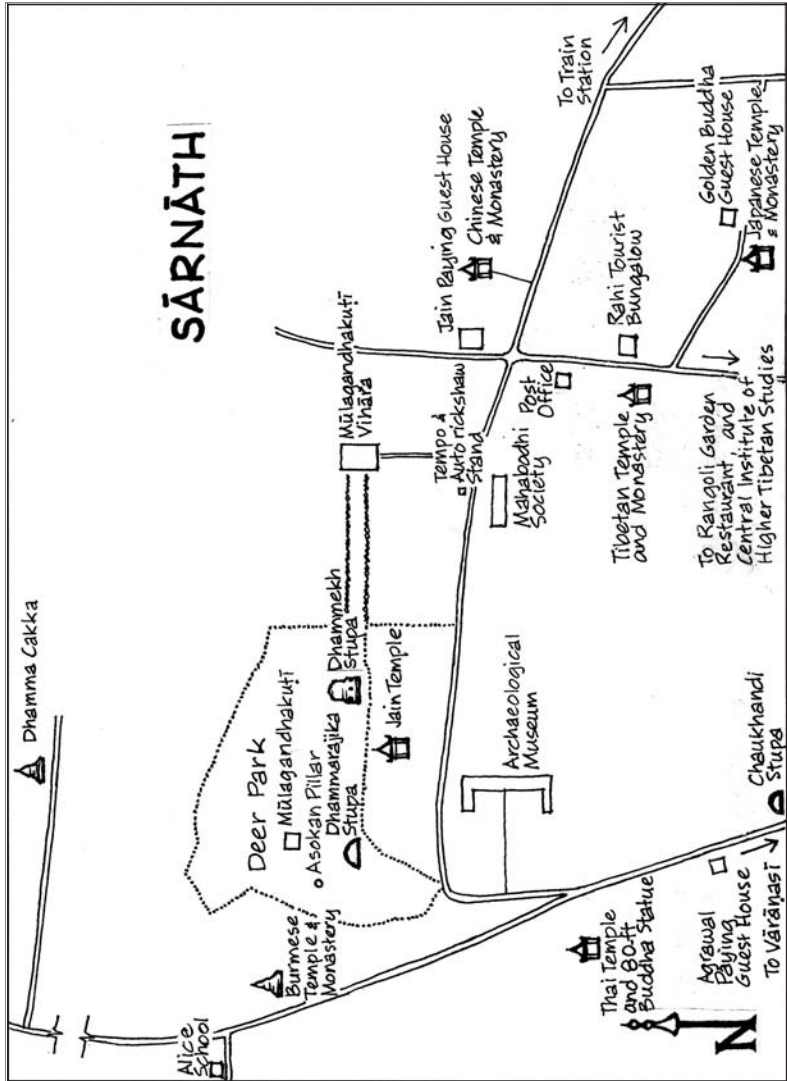 SĀRNĀTH
Dhamma Cakka
Alice
School
Burmese
Temple &
Monastery
Deer Park
Mūlagandhakuṭī
Asokan Pillar
Dhammarajika
Stupa
Dhammekh
Stupa
Jain Temple
Mūlagandhakuṭī
Vihāra
Tempo &
Auto rickshaw
Stand
Jain Paying Guest House
Chinese Temple
& Monastery
To Train
Station
Mahabodhi
Society
Post
Office
Archaeological
Museum
Rahi Tourist
Bungalow
Tibetan Temple
and Monastery
Golden Buddha
Guest House
Japanese Temple
& Monastery
To Rangoli Garden
Restaurant, and
Central Institute of
Higher Tibetan Studies
Thai Temple
and 80-ft
Buddha Statue
Agrawal
Paying
Guest House
Chaukhandi
Stupa
To Vārāṇasī
N